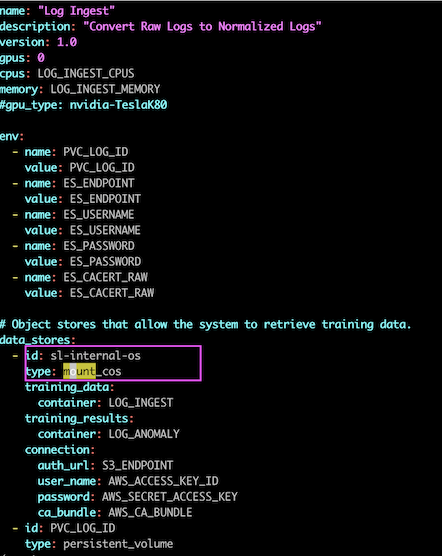 name: "Log Ingest"
description: "Convert Raw Logs to Normalized Logs"
version: 1.0
gpus: 0
cpus: LOG_INGEST_CPUS
memory: LOG_INGEST_MEMORY
#gpu_type: nvidia-TeslaK80
env:
- name: PVC_LOG_ID
value: PVC_LOG_ID
- name: ES_ENDPOINT
value: ES_ENDPOINT
- name: ES_USERNAME
value: ES_USERNAME
- name: ES_PASSWORD
value: ES_PASSWORD
- name: ES_CACERT_RAW
value: ES_CACERT_RAW
# Object stores that allow the system to retrieve training data.
data_stores:
- id: sl-internal-os
type: mount_cos
training_data:
container: LOG_INGEST
training_results:
container: LOG_ANOMALY
connection:
auth_url: S3_ENDPOINT
user_name: AWS_ACCESS_KEY_ID
password: AWS_SECRET_ACCESS_KEY
ca_bundle: AWS_CA_BUNDLE
- id: PVC_LOG_ID
type: persistent_volume